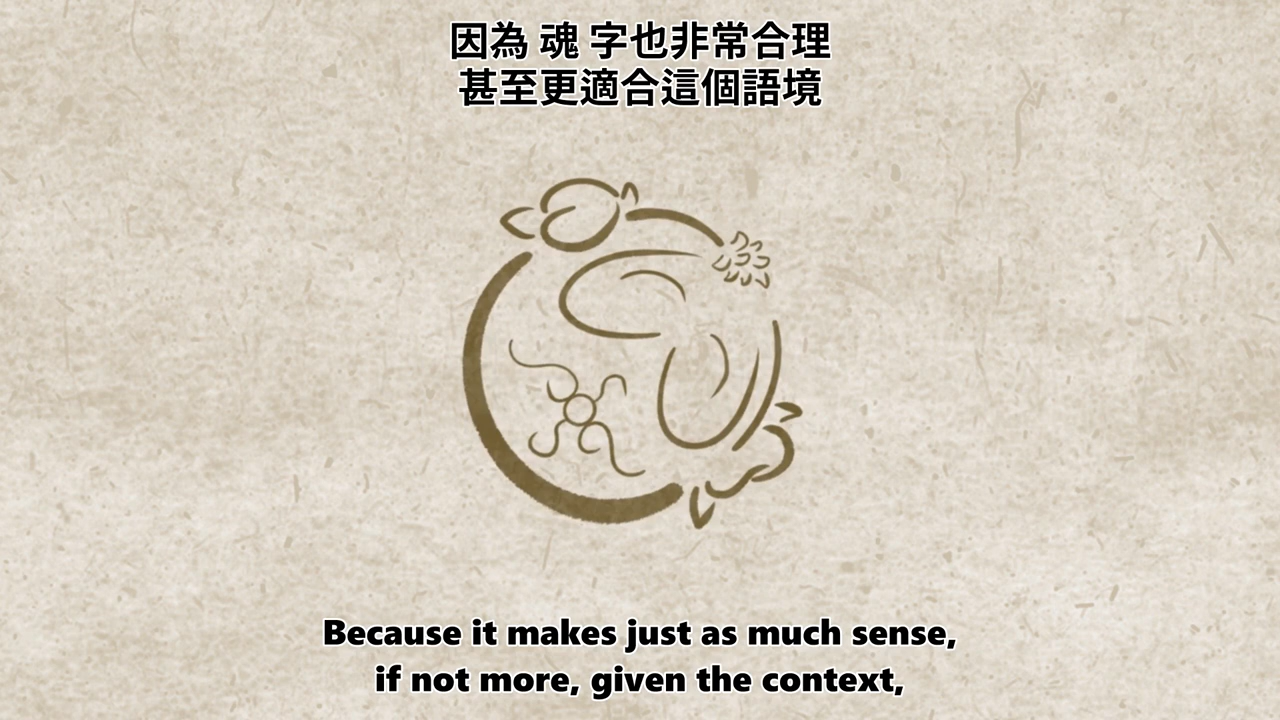 因為 魂 字也非常合理
甚至更適合這個語境
Because it makes just as much sense,
if not more, given the context,